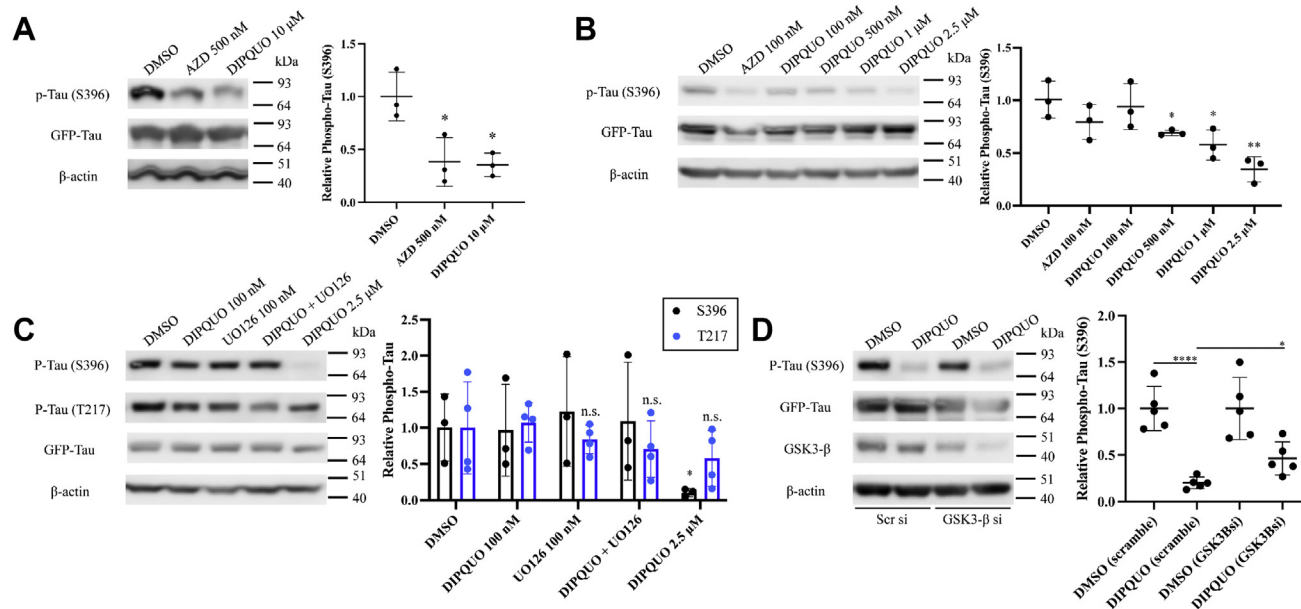 A
DMSO
AZD 500 nM
DIPQUO 10 µM
kDa
p-Tau (S396)
93
64
GFP-Tau
93
64
β-actin
51
40
Relative Phospho-Tau (S396)
1.5
1.0
0.5
0.0
*
*
DMSO
AZD 500 nM
DIPQUO 10 µM
B
DMSO
AZD 100 nM
DIPQUO 100 nM
DIPQUO 500 nM
DIPQUO 1 µM
DIPQUO 2.5 µM
kDa
p-Tau (S396)
93
64
GFP-Tau
93
64
β-actin
51
40
Relative Phospho-Tau (S396)
1.5
1.0
0.5
0.0
*
*
**
DMSO
AZD 100 nM
DIPQUO 100 nM
DIPQUO 500 nM
DIPQUO 1 µM
DIPQUO 2.5 µM
C
DMSO
DIPQUO 100 nM
UO126 100 nM
DIPQUO + UO126
DIPQUO 2.5 µM
kDa
P-Tau (S396)
93
64
P-Tau (T217)
93
64
GFP-Tau
93
64
β-actin
51
40
Relative Phospho-Tau
2.0
1.5
1.0
0.5
0.0
S396
T217
n.s.
n.s.
*
n.s.
DMSO
DIPQUO 100 nM
UO126 100 nM
DIPQUO + UO126
DIPQUO 2.5 µM
D
DMSO
DIPQUO
DMSO
DIPQUO
kDa
P-Tau (S396)
93
64
GFP-Tau
93
64
GSK3-β
51
40
β-actin
51
40
Scr si
GSK3-β si
Relative Phospho-Tau (S396)
2.0
1.5
1.0
0.5
0.0
****
*
DMSO (scramble)
DIPQUO (scramble)
DMSO (GSK3Bsi)
DIPQUO (GSK3Bsi)